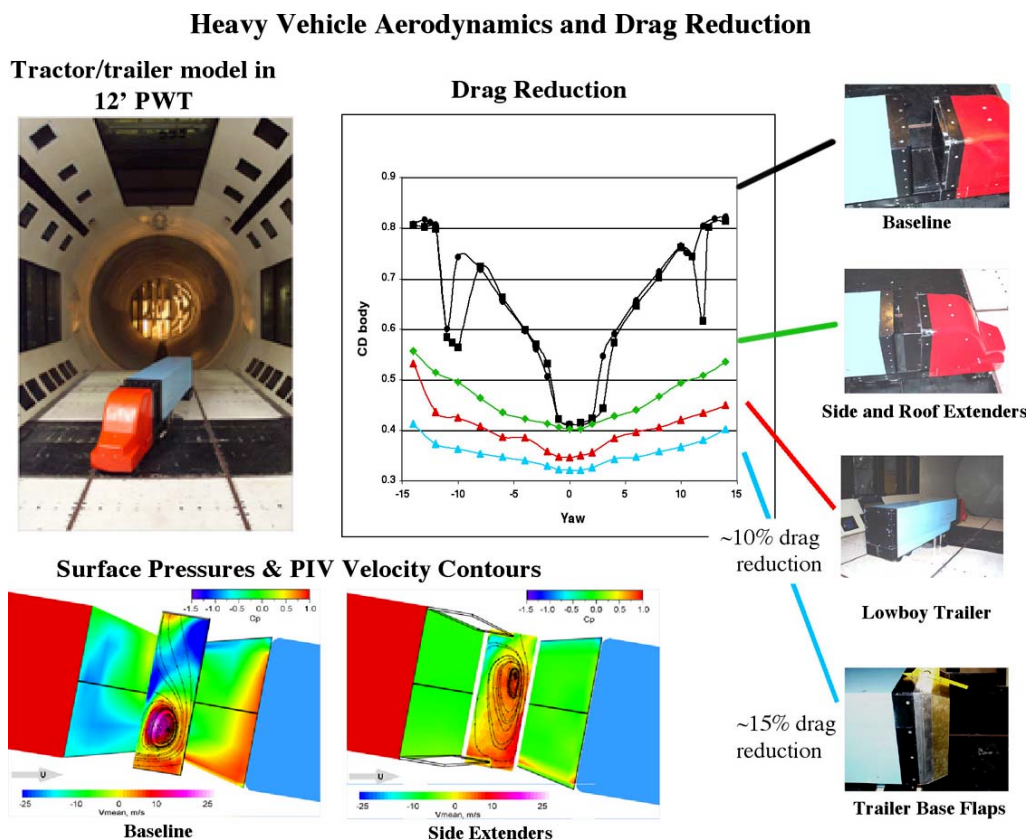 Heavy Vehicle Aerodynamics and Drag Reduction
Tractor/trailer model in
12' PWT
Drag Reduction
0.9
0.8
0.7
0.6
0.5
0.4
0.3
CD body
-15
-10
-5
0
5
10
15
Yaw
Baseline
Side and Roof Extenders
~10% drag
reduction
Lowboy Trailer
~15% drag
reduction
Trailer Base Flaps
Surface Pressures & PIV Velocity Contours
-1.5 -1.0 -0.5 0.0 0.5 1.0
Cp
U
-25 -10 0 10 25
Vmean, m/s
Baseline
-1.5 -1.0 -0.5 0.0 0.5 1.0
Cp
U
-25 -10 0 10 25
Vmean, m/s
Side Extenders